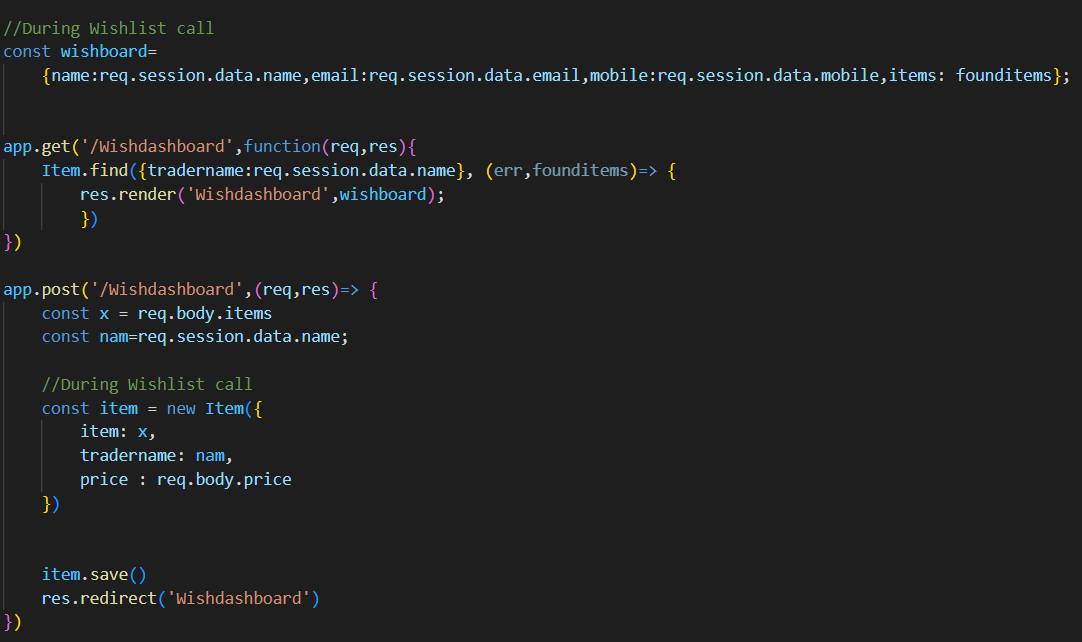 //During Wishlist call
const wishboard=
{name:req.session.data.name,email:req.session.data.email,mobile:req.session.data.mobile,items: founditems};
app.get('/Wishdashboard',function(req,res){
Item.find({tradername:req.session.data.name}, (err,founditems)=> {
res.render('Wishdashboard',wishboard);
})
})
app.post('/Wishdashboard',(req,res)=> {
const x = req.body.items
const nam=req.session.data.name;
//During Wishlist call
const item = new Item({
item: x,
tradername: nam,
price : req.body.price
})
item.save()
res.redirect('Wishdashboard')
})